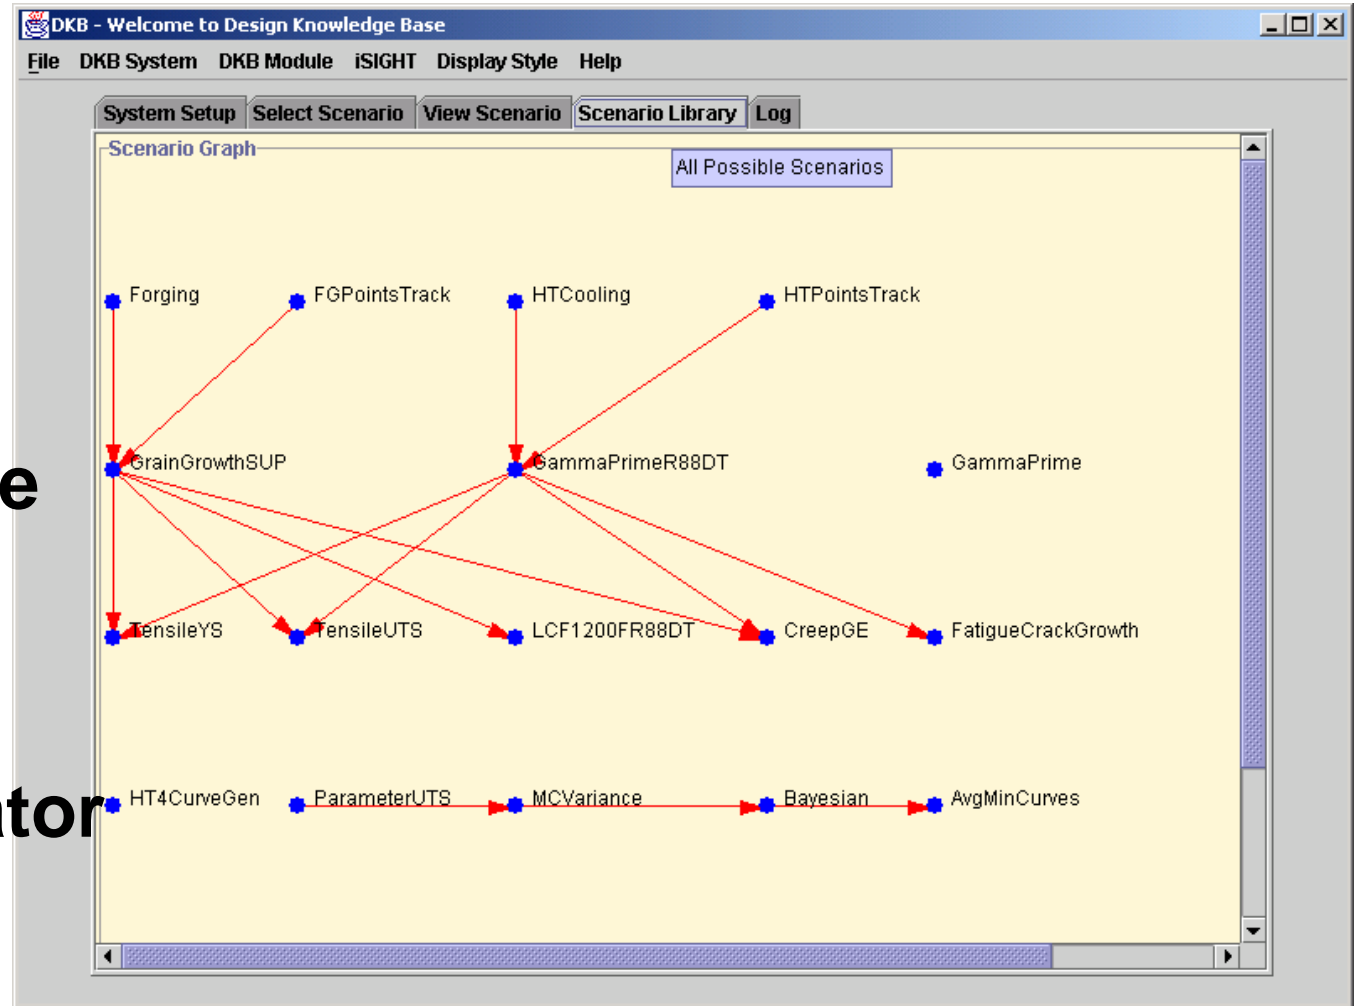 DKB - Welcome to Design Knowledge Base
File DKB System DKB Module iSIGHT Display Style Help
System Setup Select Scenario View Scenario Scenario Library Log
Scenario Graph
All Possible Scenarios
Forging FGPointsTrack HTCooling HTPointsTrack
GrainGrowthSUP GammaPrimeR88DT GammaPrime
e
TensileYS TensileUTS LCF1200FR88DT CreepGE FatigueCrackGrowth
HT4CurveGen ParameterUTS MCVariance Bayesian AvgMinCurves
ator